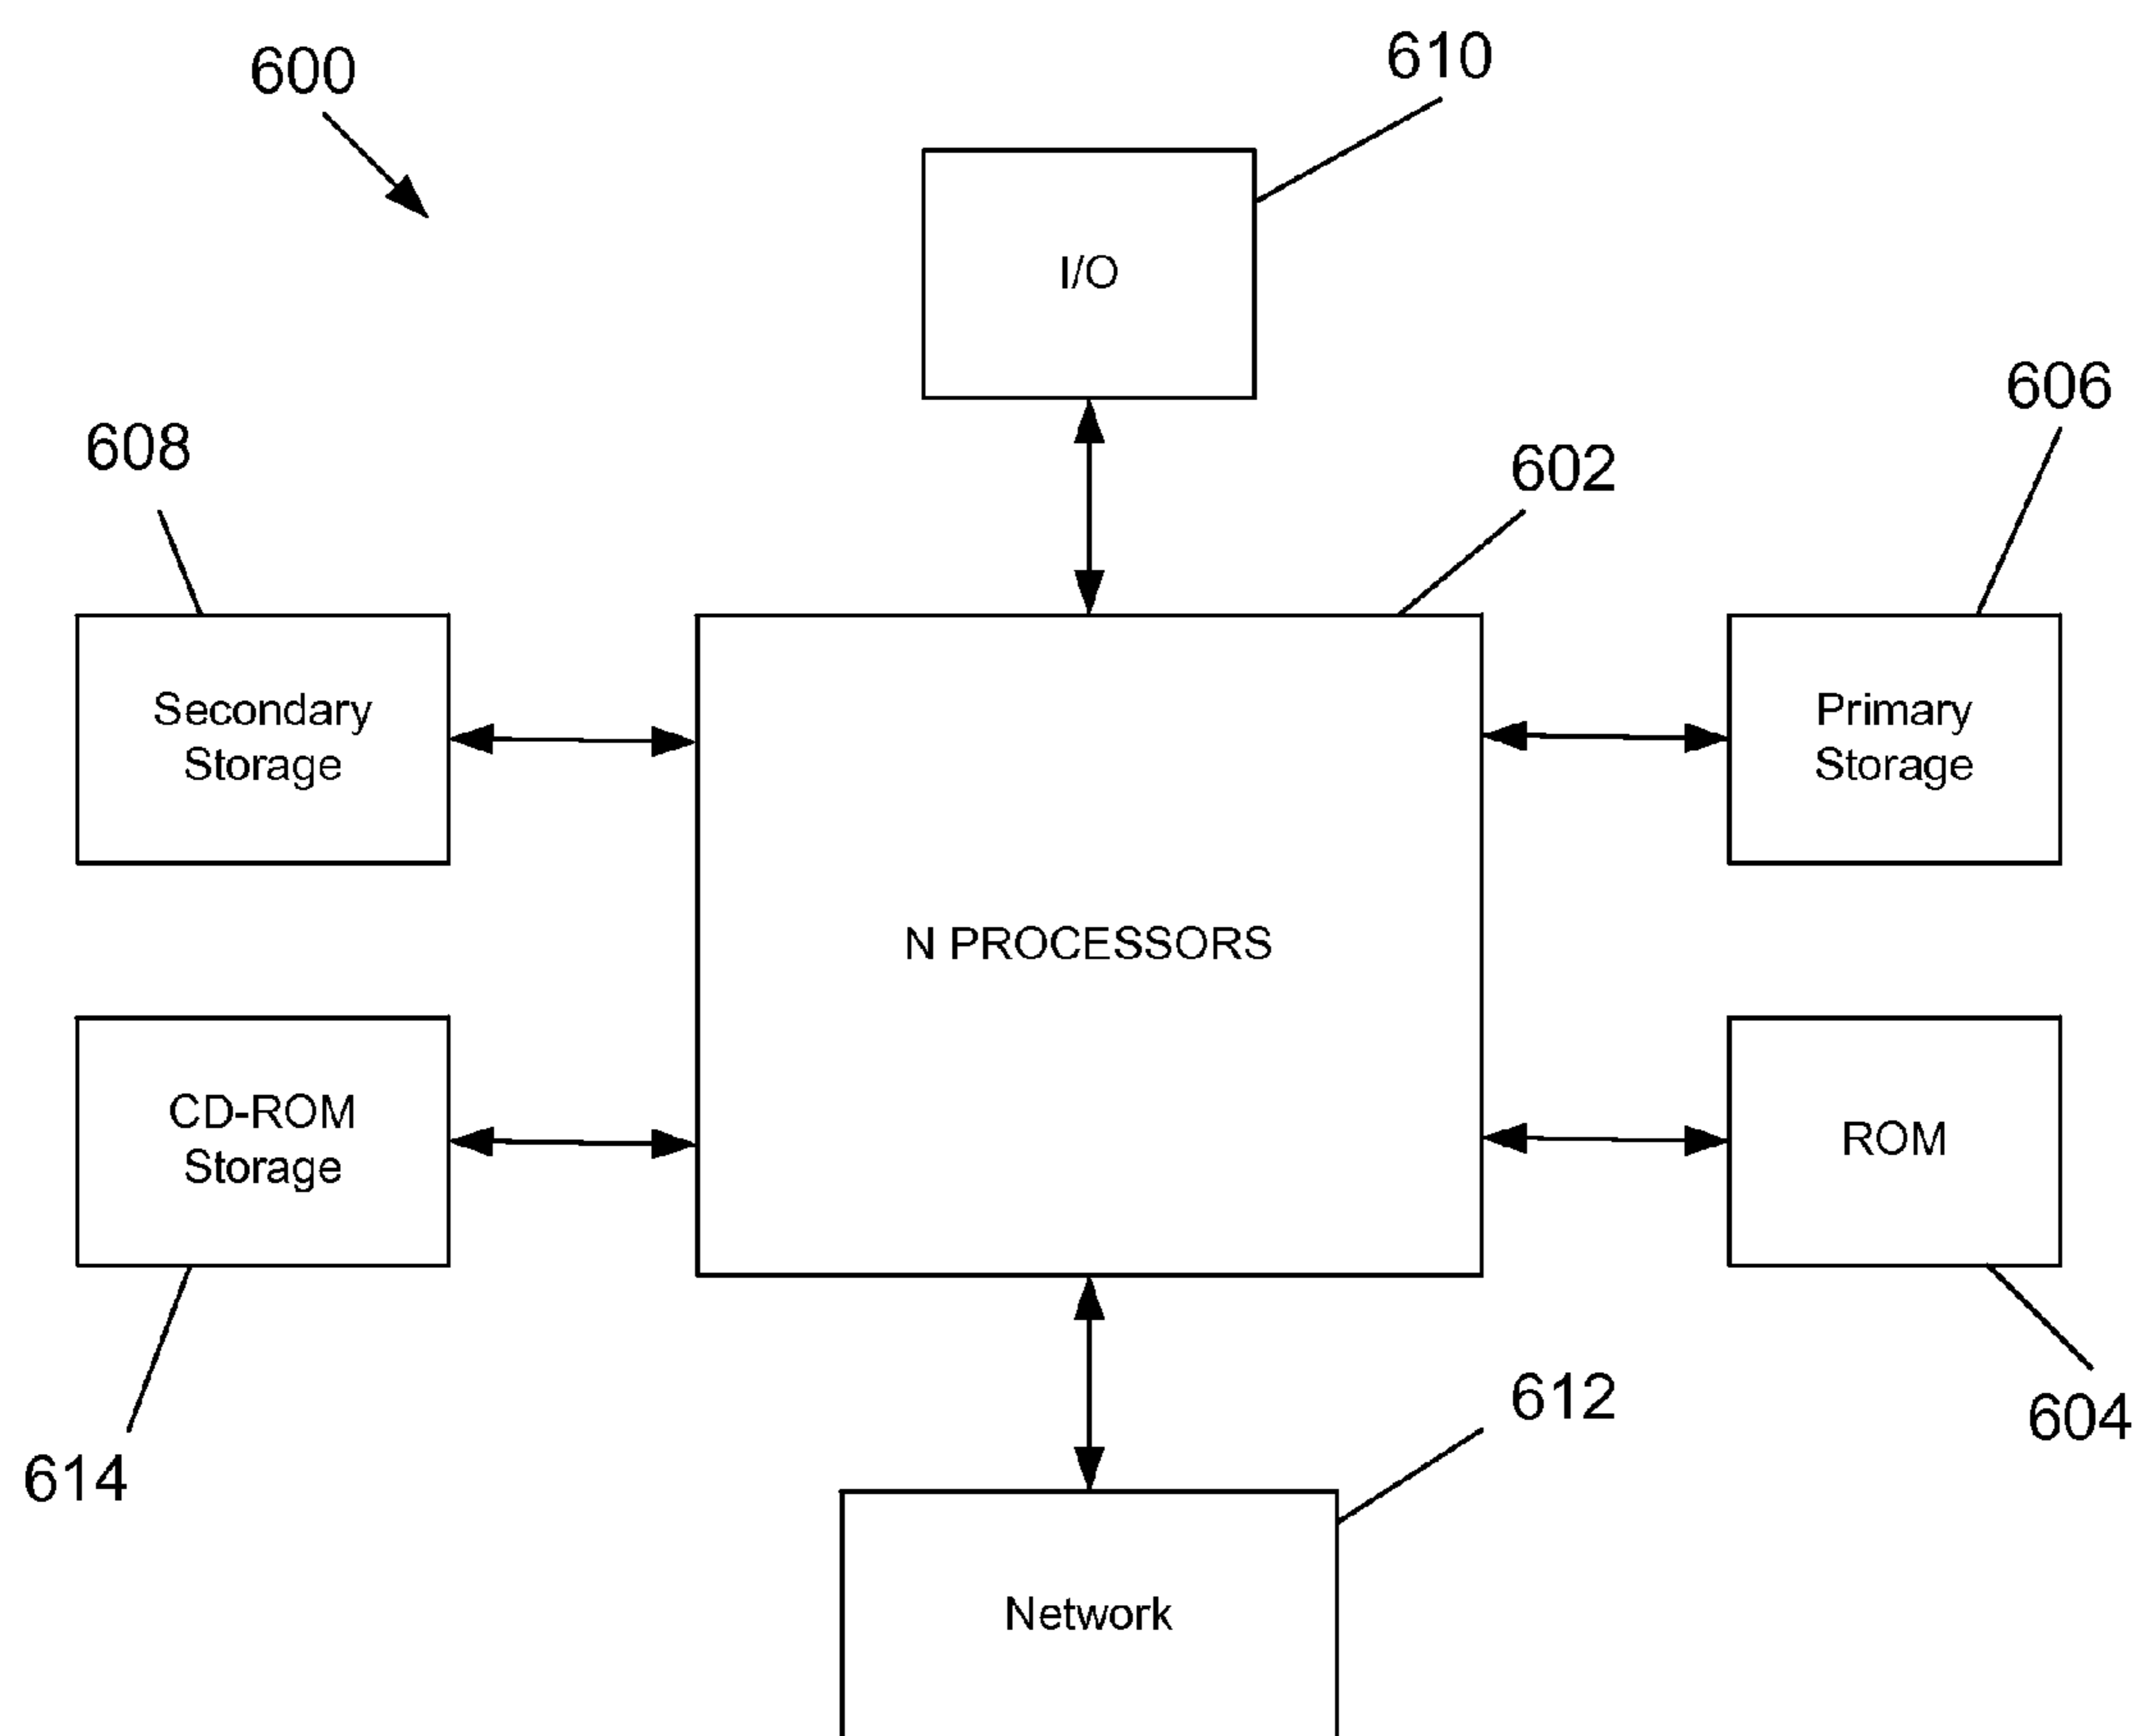 600
610
I/O
606
608
602
Secondary
Storage
Primary
Storage
N PROCESSORS
CD-ROM
Storage
ROM
612
604
614
Network